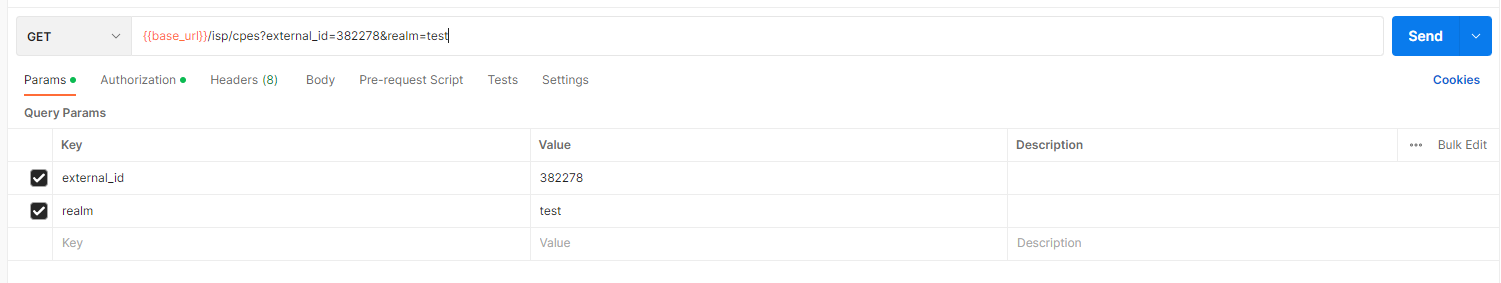 GET {{base_url}}/isp/cpes?external_id=382278&realm=test Send
Params Authorization Headers (8) Body Pre-request Script Tests Settings Cookies
Query Params
Key Value Description ••• Bulk Edit
external_id 382278
realm test
Key Value Description